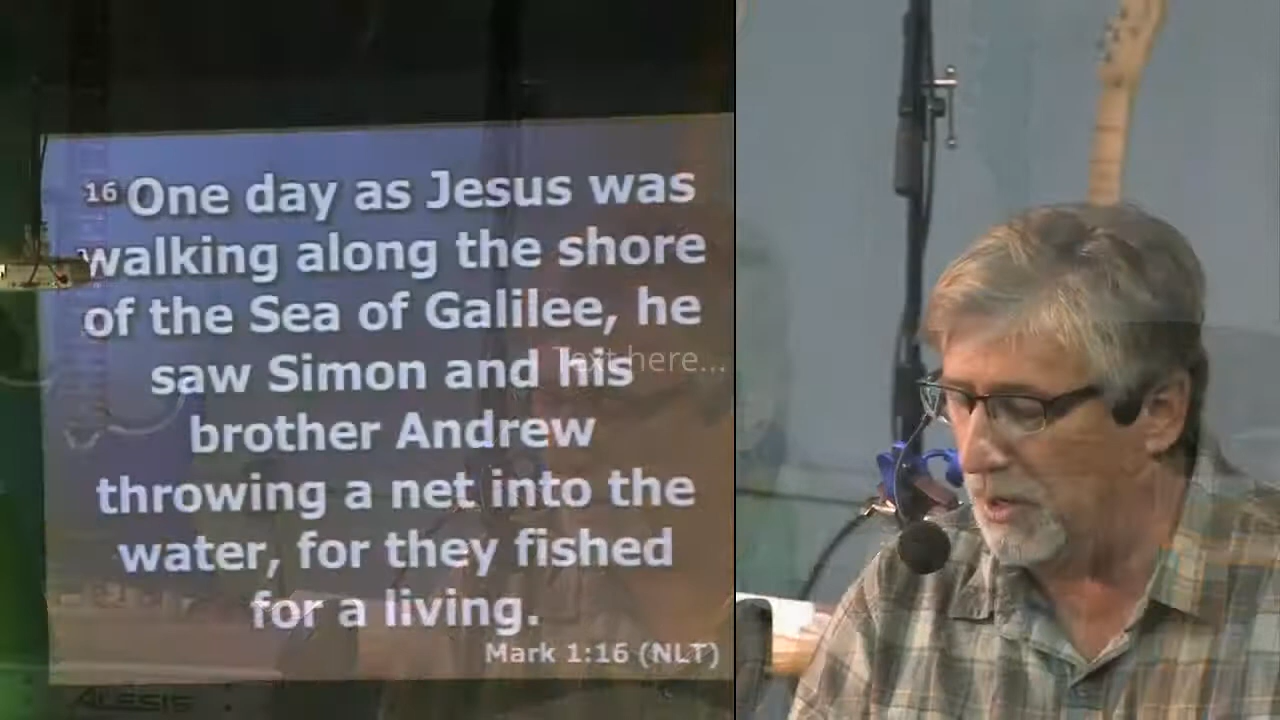 16 One day as Jesus was
walking along the shore
of the Sea of Galilee, he
saw Simon and his
Text here...
brother Andrew
throwing a net into the
water, for they fished
for a living.
Mark 1:16 (NLT)
ALESIS